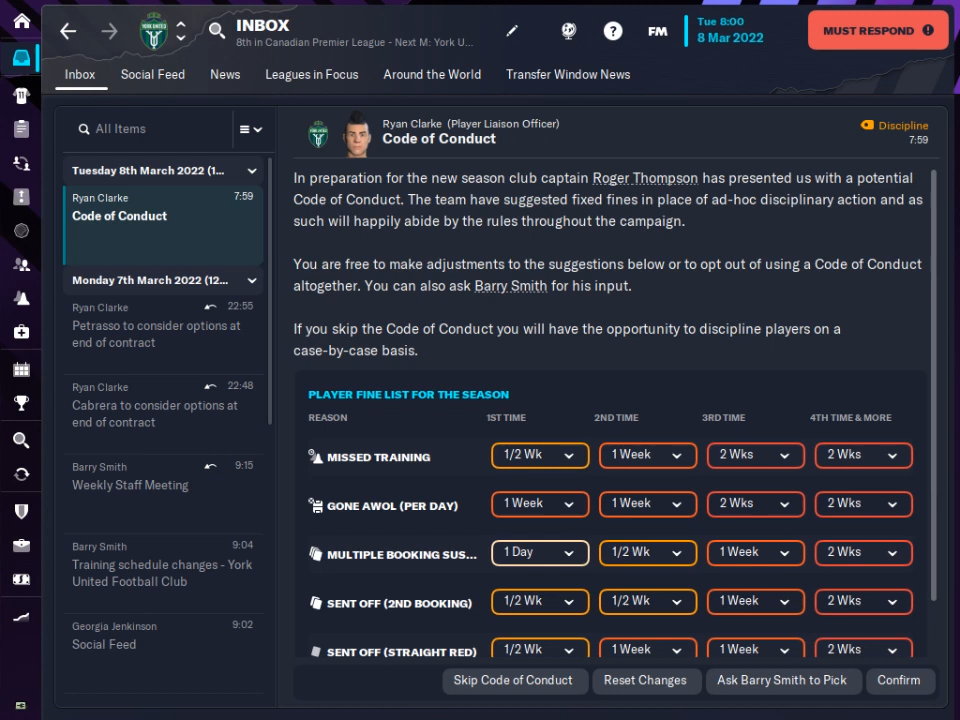 INBOX
8th in Canadian Premier League - Next M: York U...
FM
Tue 8:00
8 Mar 2022
MUST RESPOND
Inbox
Social Feed
News
Leagues in Focus
Around the World
Transfer Window News
All Items
Tuesday 8th March 2022 (1...
Ryan Clarke 7:59
Code of Conduct
Monday 7th March 2022 (12...
Ryan Clarke 22:55
Petrasso to consider options at
end of contract
Ryan Clarke 22:48
Cabrera to consider options at
end of contract
Barry Smith 9:15
Weekly Staff Meeting
Barry Smith 9:04
Training schedule changes - York
United Football Club
Georgia Jenkinson 9:02
Social Feed
Ryan Clarke (Player Liaison Officer)
Code of Conduct
Discipline
7:59
In preparation for the new season club captain Roger Thompson has presented us with a potential
Code of Conduct. The team have suggested fixed fines in place of ad-hoc disciplinary action and as
such will happily abide by the rules throughout the campaign.
You are free to make adjustments to the suggestions below or to opt out of using a Code of Conduct
altogether. You can also ask Barry Smith for his input.
If you skip the Code of Conduct you will have the opportunity to discipline players on a
case-by-case basis.
PLAYER FINE LIST FOR THE SEASON
REASON 1ST TIME 2ND TIME 3RD TIME 4TH TIME & MORE
MISSED TRAINING 1/2 Wk 1 Week 2 Wks 2 Wks
GONE AWOL (PER DAY) 1 Week 1 Week 2 Wks 2 Wks
MULTIPLE BOOKING SUS... 1 Day 1/2 Wk 1 Week 2 Wks
SENT OFF (2ND BOOKING) 1/2 Wk 1/2 Wk 1 Week 2 Wks
SENT OFF (STRAIGHT RED) 1/2 Wk 1 Week 1 Week 2 Wks
Skip Code of Conduct
Reset Changes
Ask Barry Smith to Pick
Confirm